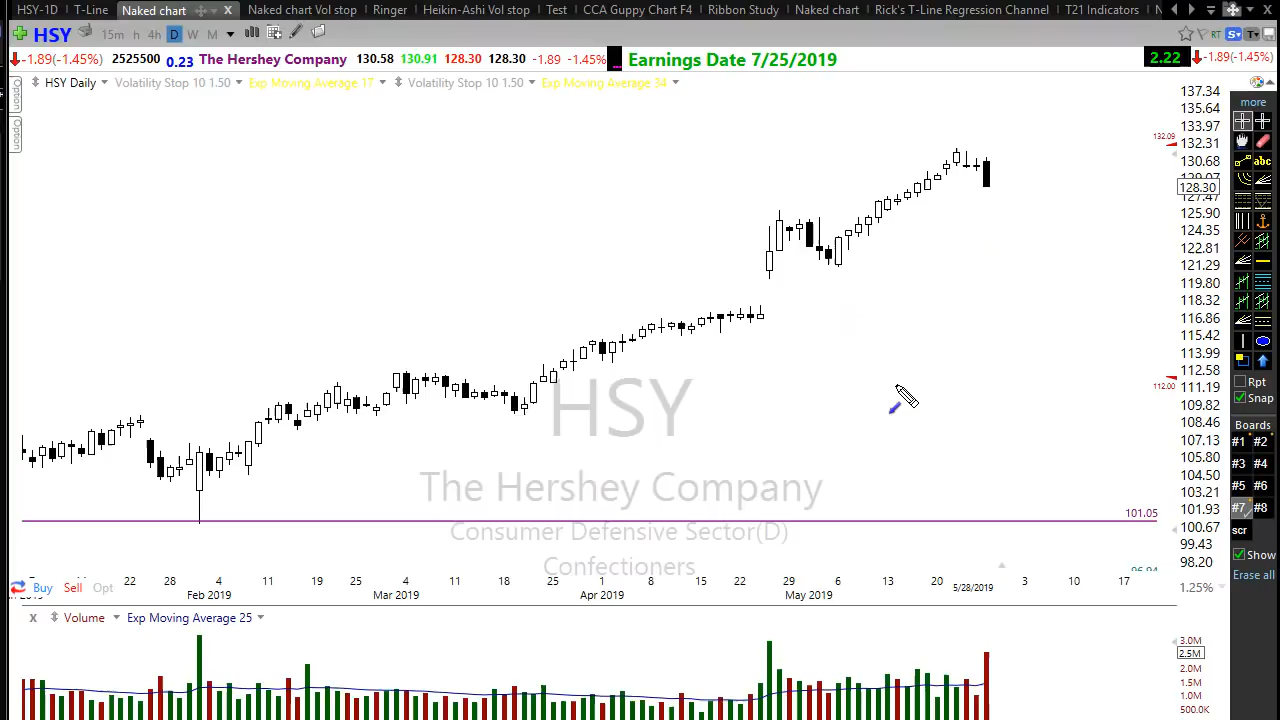 HSY-1D T-Line Naked chart X Naked chart Vol stop Ringer Heikin-Ashi Vol stop Test CCA Guppy Chart F4 Ribbon Study Naked chart Rick's T-Line Regression Channel T21 Indicators N
HSY 15m h 4h D W M RT S T
-1.89(-1.45%) 2525500 0.23 The Hershey Company 130.58 130.91 128.30 128.30 -1.89 -1.45% Earnings Date 7/25/2019 2.22 -1.89(-1.45%)
HSY Daily Volatility Stop 10 1.50 Exp Moving Average 17 Volatility Stop 10 1.50 Exp Moving Average 34
Option
Option
137.34
135.64
133.97
132.09
132.31
130.68
128.30
127.47
125.90
124.35
122.81
121.29
119.80
118.32
116.86
115.42
113.99
112.58
111.19
112.00
109.82
108.46
107.13
105.80
104.50
103.21
101.93
101.05
100.67
99.43
98.20
more
abc
Rpt
Snap
Boards
#1 #2
#3 #4
#5 #6
#7 #8
scr
Show
Erase all
HSY
The Hershey Company
Consumer Defensive Sector(D)
Confectioners
22 28 4 11 19 25 4 11 18 25 1 8 15 22 29 6 13 20 5/28/2019 3 10 17
Buy Sell Opt
Feb 2019 Mar 2019 Apr 2019 May 2019
1.25%
X Volume Exp Moving Average 25
3.0M
2.5M
2.0M
1.5M
1.0M
500.0K